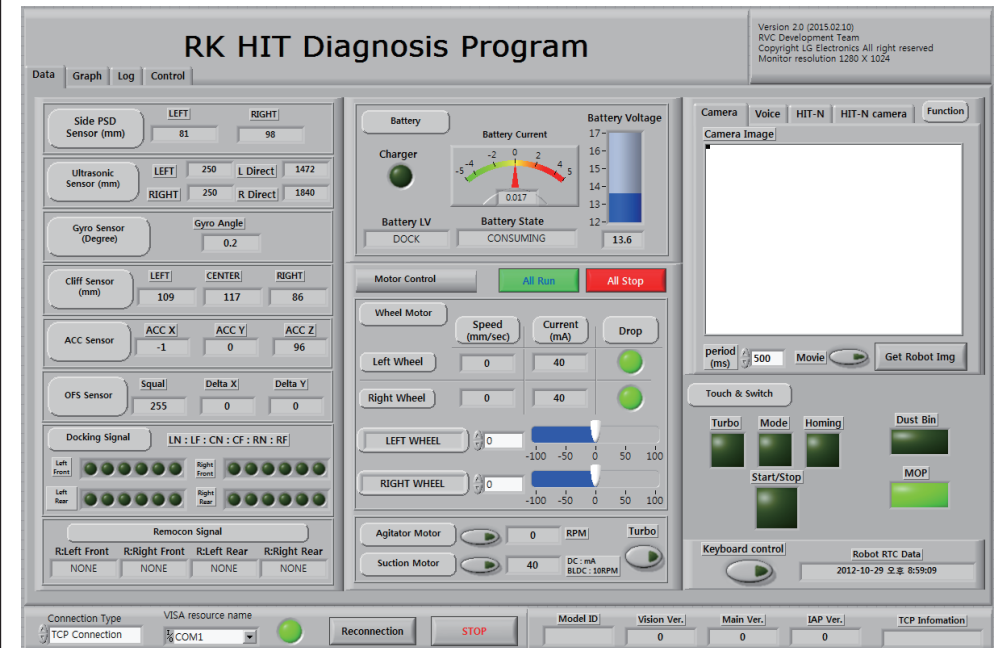 RK HIT Diagnosis Program
Version 2.0 (2015.02.10)
RVC Development Team
Copyright LG Electronics All right reserved
Monitor resolution 1280 X 1024
Data Graph Log Control
Side PSD
Sensor (mm)
LEFT RIGHT
81 98
Ultrasonic
Sensor (mm)
LEFT 250 L Direct 1472
RIGHT 250 R Direct 1840
Gyro Sensor
(Degree)
Gyro Angle
0.2
Cliff Sensor
(mm)
LEFT CENTER RIGHT
109 117 86
ACC Sensor
ACC X ACC Y ACC Z
-1 0 96
OFS Sensor
Squal Delta X Delta Y
255 0 0
Docking Signal LN : LF : CN : CF : RN : RF
Left
Front
Right
Front
Left
Rear
Right
Rear
Remocon Signal
R:Left Front R:Right Front R:Left Rear R:Right Rear
NONE NONE NONE NONE
Battery
Charger
Battery Current
-5 -4 -2 0 2 4 5
0.017
Battery LV Battery State
DOCK CONSUMING
Battery Voltage
17
16
15
14
13
12
13.6
Motor Control All Run All Stop
Wheel Motor
Speed
(mm/sec)
Current
(mA)
Drop
Left Wheel 0 40
Right Wheel 0 40
LEFT WHEEL 0
-100 -50 0 50 100
RIGHT WHEEL 0
-100 -50 0 50 100
Agitator Motor 0 RPM Turbo
Suction Motor 40 DC : mA
BLDC : 10RPM
Camera Voice HIT-N HIT-N camera Function
Camera Image
period
(ms)
500 Movie Get Robot Img
Touch & Switch
Turbo Mode Homing Dust Bin
Start/Stop MOP
Keyboard control Robot RTC Data
2012-10-29 오후 8:59:09
Connection Type VISA resource name
TCP Connection COM1 Reconnection STOP
Model ID Vision Ver. Main Ver. IAP Ver. TCP Infomation
0 0 0